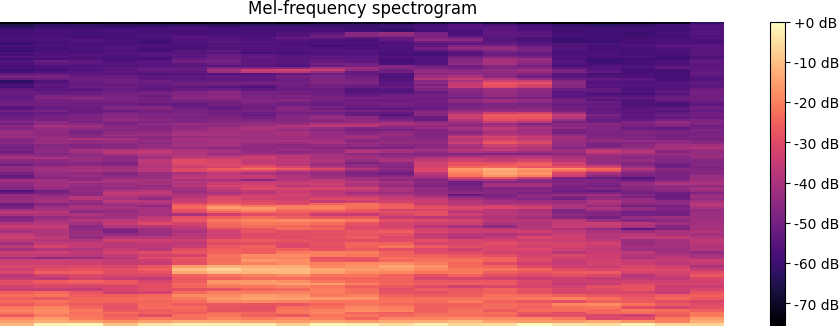 Mel-frequency spectrogram
+0 dB
-10 dB
-20 dB
-30 dB
-40 dB
-50 dB
-60 dB
-70 dB